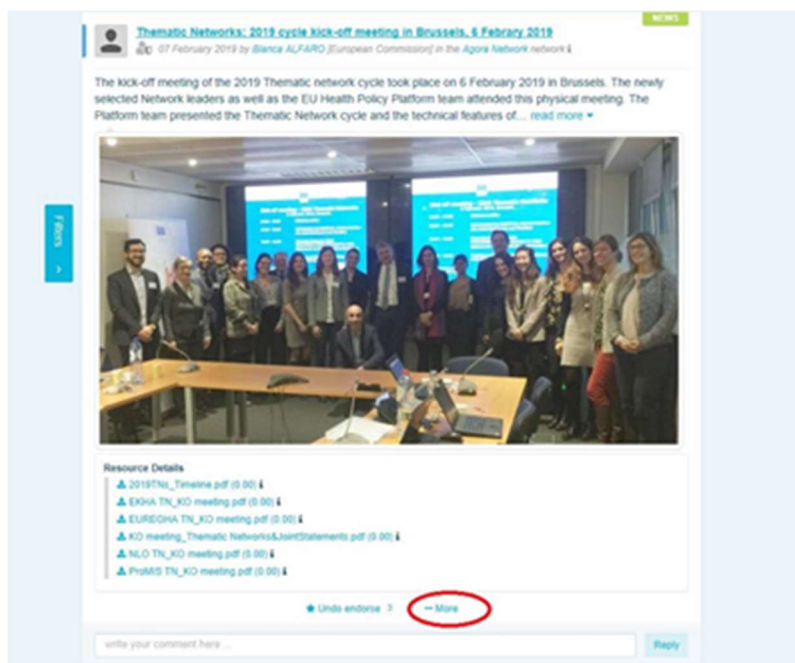 NEWS
Thematic Networks: 2019 cycle kick-off meeting in Brussels, 6 Febrary 2019
07 February 2019 by Blanca ALFARO [European Commission] in the Agora Network network
The kick-off meeting of the 2019 Thematic network cycle took place on 6 February 2019 in Brussels. The newly
selected Network leaders as well as the EU Health Policy Platform team attended this physical meeting. The
Platform team presented the Thematic Network cycle and the technical features of... read more
Filters
Resource Details
2019TNs_Timeline.pdf (0.00)
EKHA TN_KO meeting.pdf (0.00)
EUREGHA TN_KO meeting.pdf (0.00)
KO meeting_Thematic Networks&JointStatements.pdf (0.00)
NLO TN_KO meeting.pdf (0.00)
ProMIS TN_KO meeting.pdf (0.00)
Undo endorse 3 More
write your comment here ...
Reply